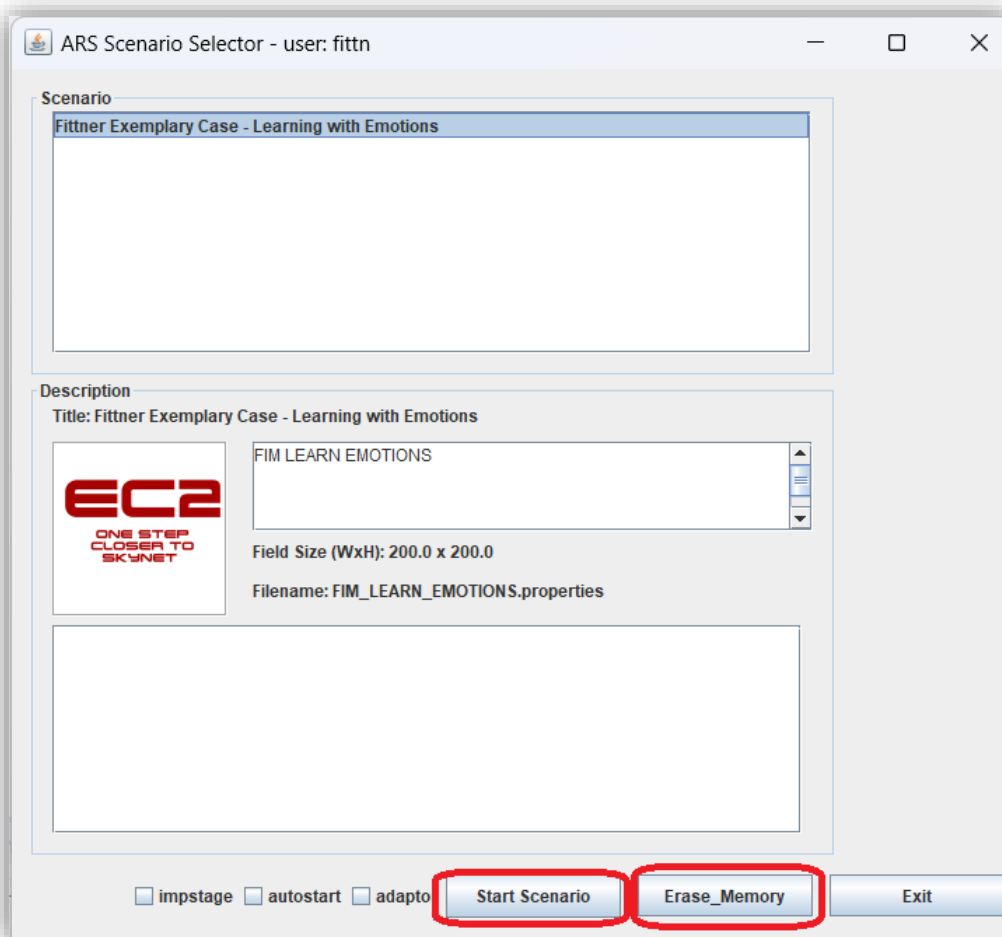 ARS Scenario Selector - user: fittn
Scenario
Fittner Exemplary Case - Learning with Emotions
Description
Title: Fittner Exemplary Case - Learning with Emotions
EC2
ONE STEP
CLOSER TO
SKYNET
FIM LEARN EMOTIONS
Field Size (WxH): 200.0 x 200.0
Filename: FIM_LEARN_EMOTIONS.properties
impstage autostart adapto Start Scenario Erase_Memory Exit